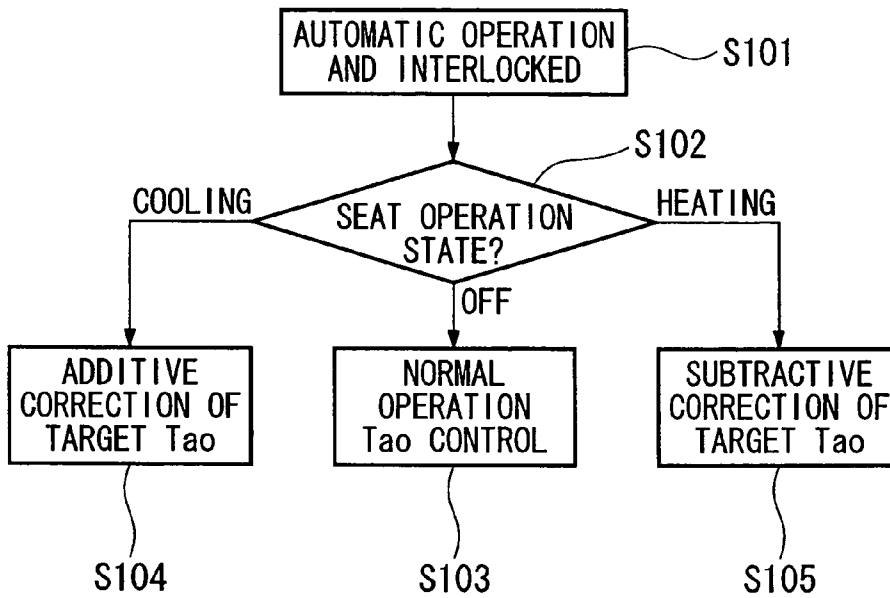 AUTOMATIC OPERATION
AND INTERLOCKED
S101
S102
COOLING
SEAT OPERATION
STATE?
HEATING
OFF
ADDITIVE
CORRECTION OF
TARGET Tao
NORMAL
OPERATION
Tao CONTROL
SUBTRACTIVE
CORRECTION OF
TARGET Tao
S104
S103
S105